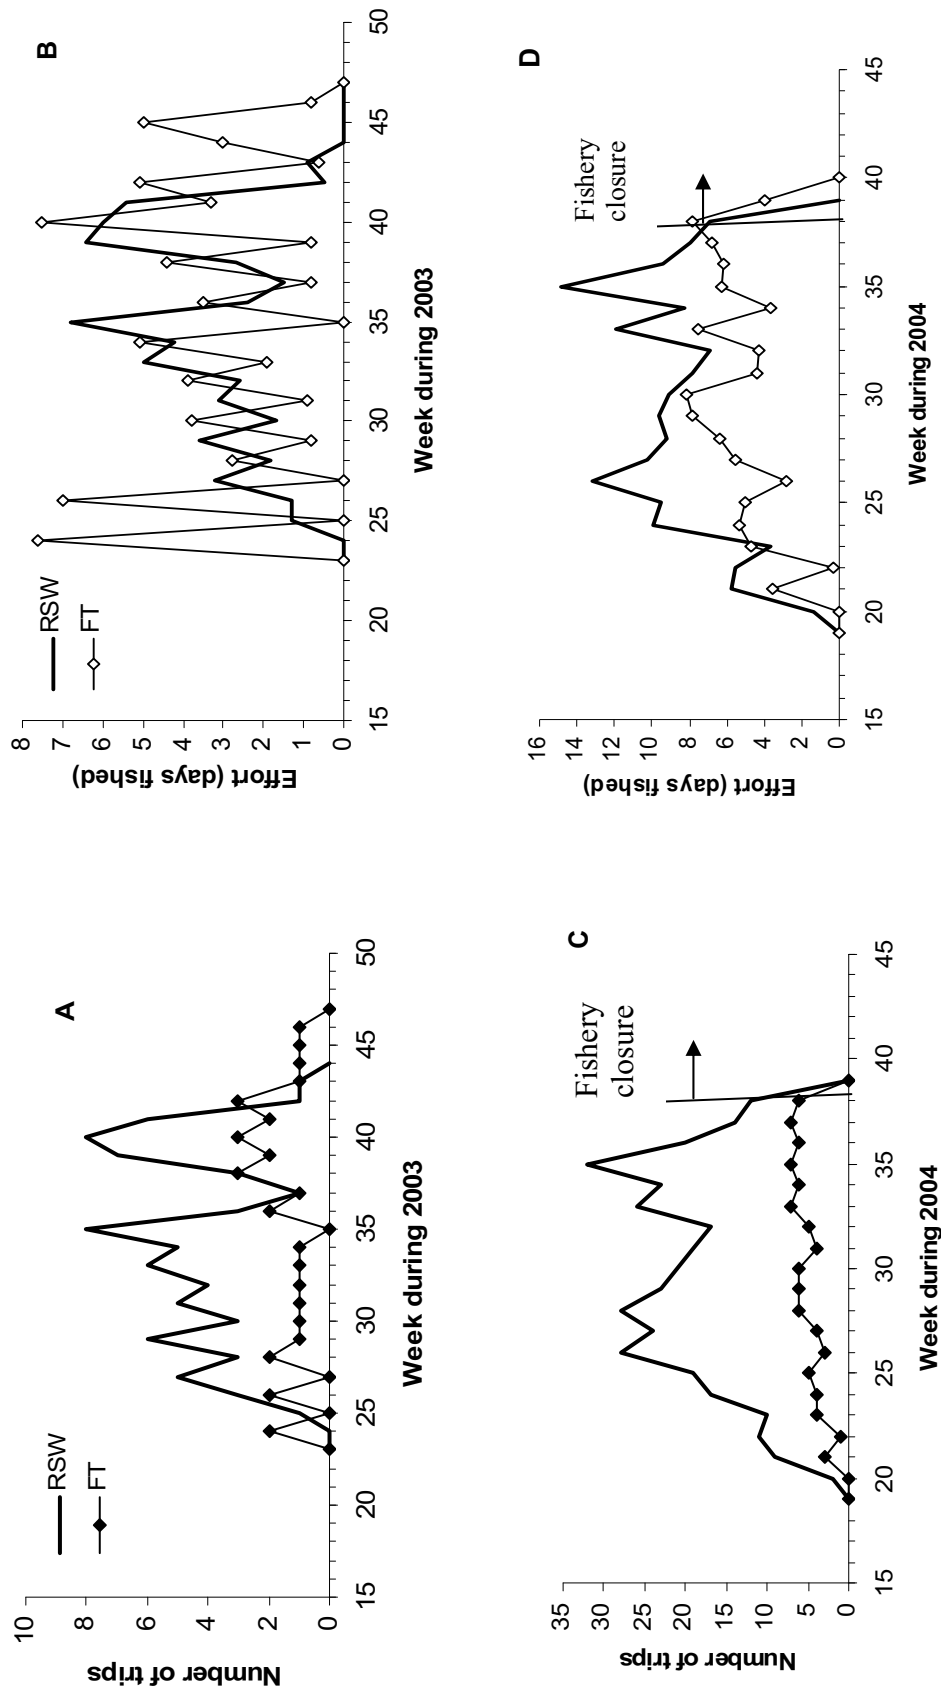 A
RSW
FT
Number of trips
10
8
6
4
2
0
15 20 25 30 35 40 45 50
Week during 2003
B
RSW
FT
Effort (days fished)
8
7
6
5
4
3
2
1
0
15 20 25 30 35 40 45 50
Week during 2003
C
Fishery
closure
Number of trips
35
30
25
20
15
10
5
0
15 20 25 30 35 40 45
Week during 2004
D
Fishery
closure
Effort (days fished)
16
14
12
10
8
6
4
2
0
15 20 25 30 35 40 45
Week during 2004